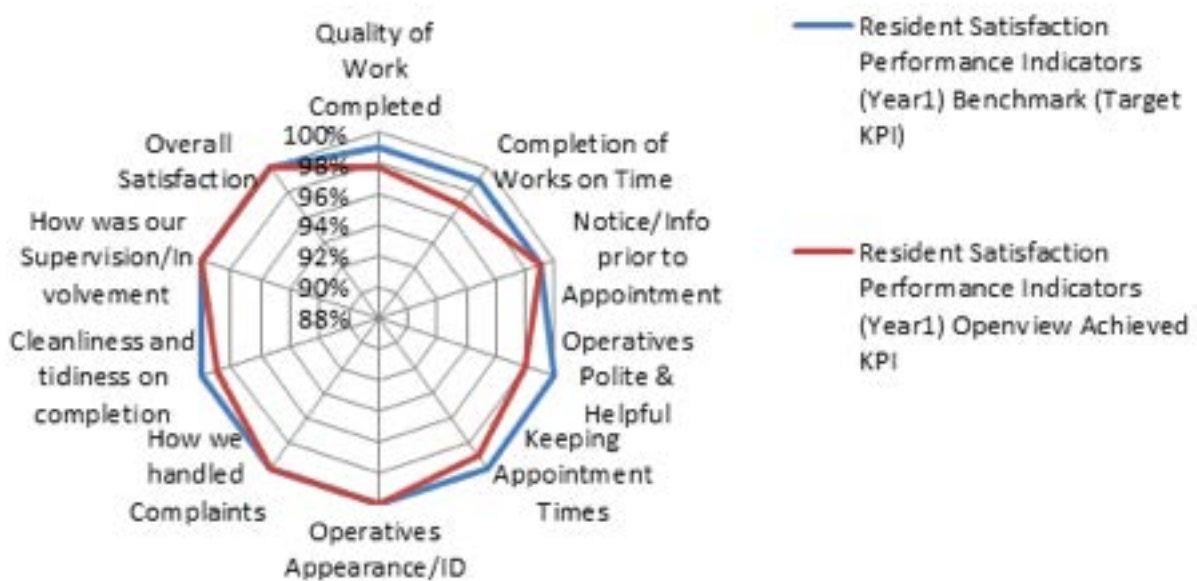 Quality of
Work
Completed
100%
98%
96%
94%
92%
90%
88%
Completion of
Works on Time
Notice/Info
prior to
Appointment
Operatives
Polite &
Helpful
Keeping
Appointment
Times
Operatives
Appearance/ID
How we
handled
Complaints
Cleanliness and
tidiness on
completion
How was our
Supervision/In
volvement
Overall
Satisfaction
Resident Satisfaction
Performance Indicators
(Year1) Benchmark (Target
KPI)
Resident Satisfaction
Performance Indicators
(Year1) Openview Achieved
KPI